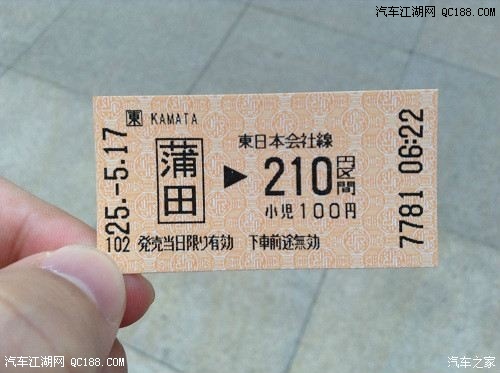 汽车江湖网 QC188.com
東 KAMATA
蒲田
▶
東日本会社線
210円区間
小児100円
25.-5.17
102
発売当日限り有効 下車前途無効
7781 06:22
汽车江湖网 QC188.com
汽车之家